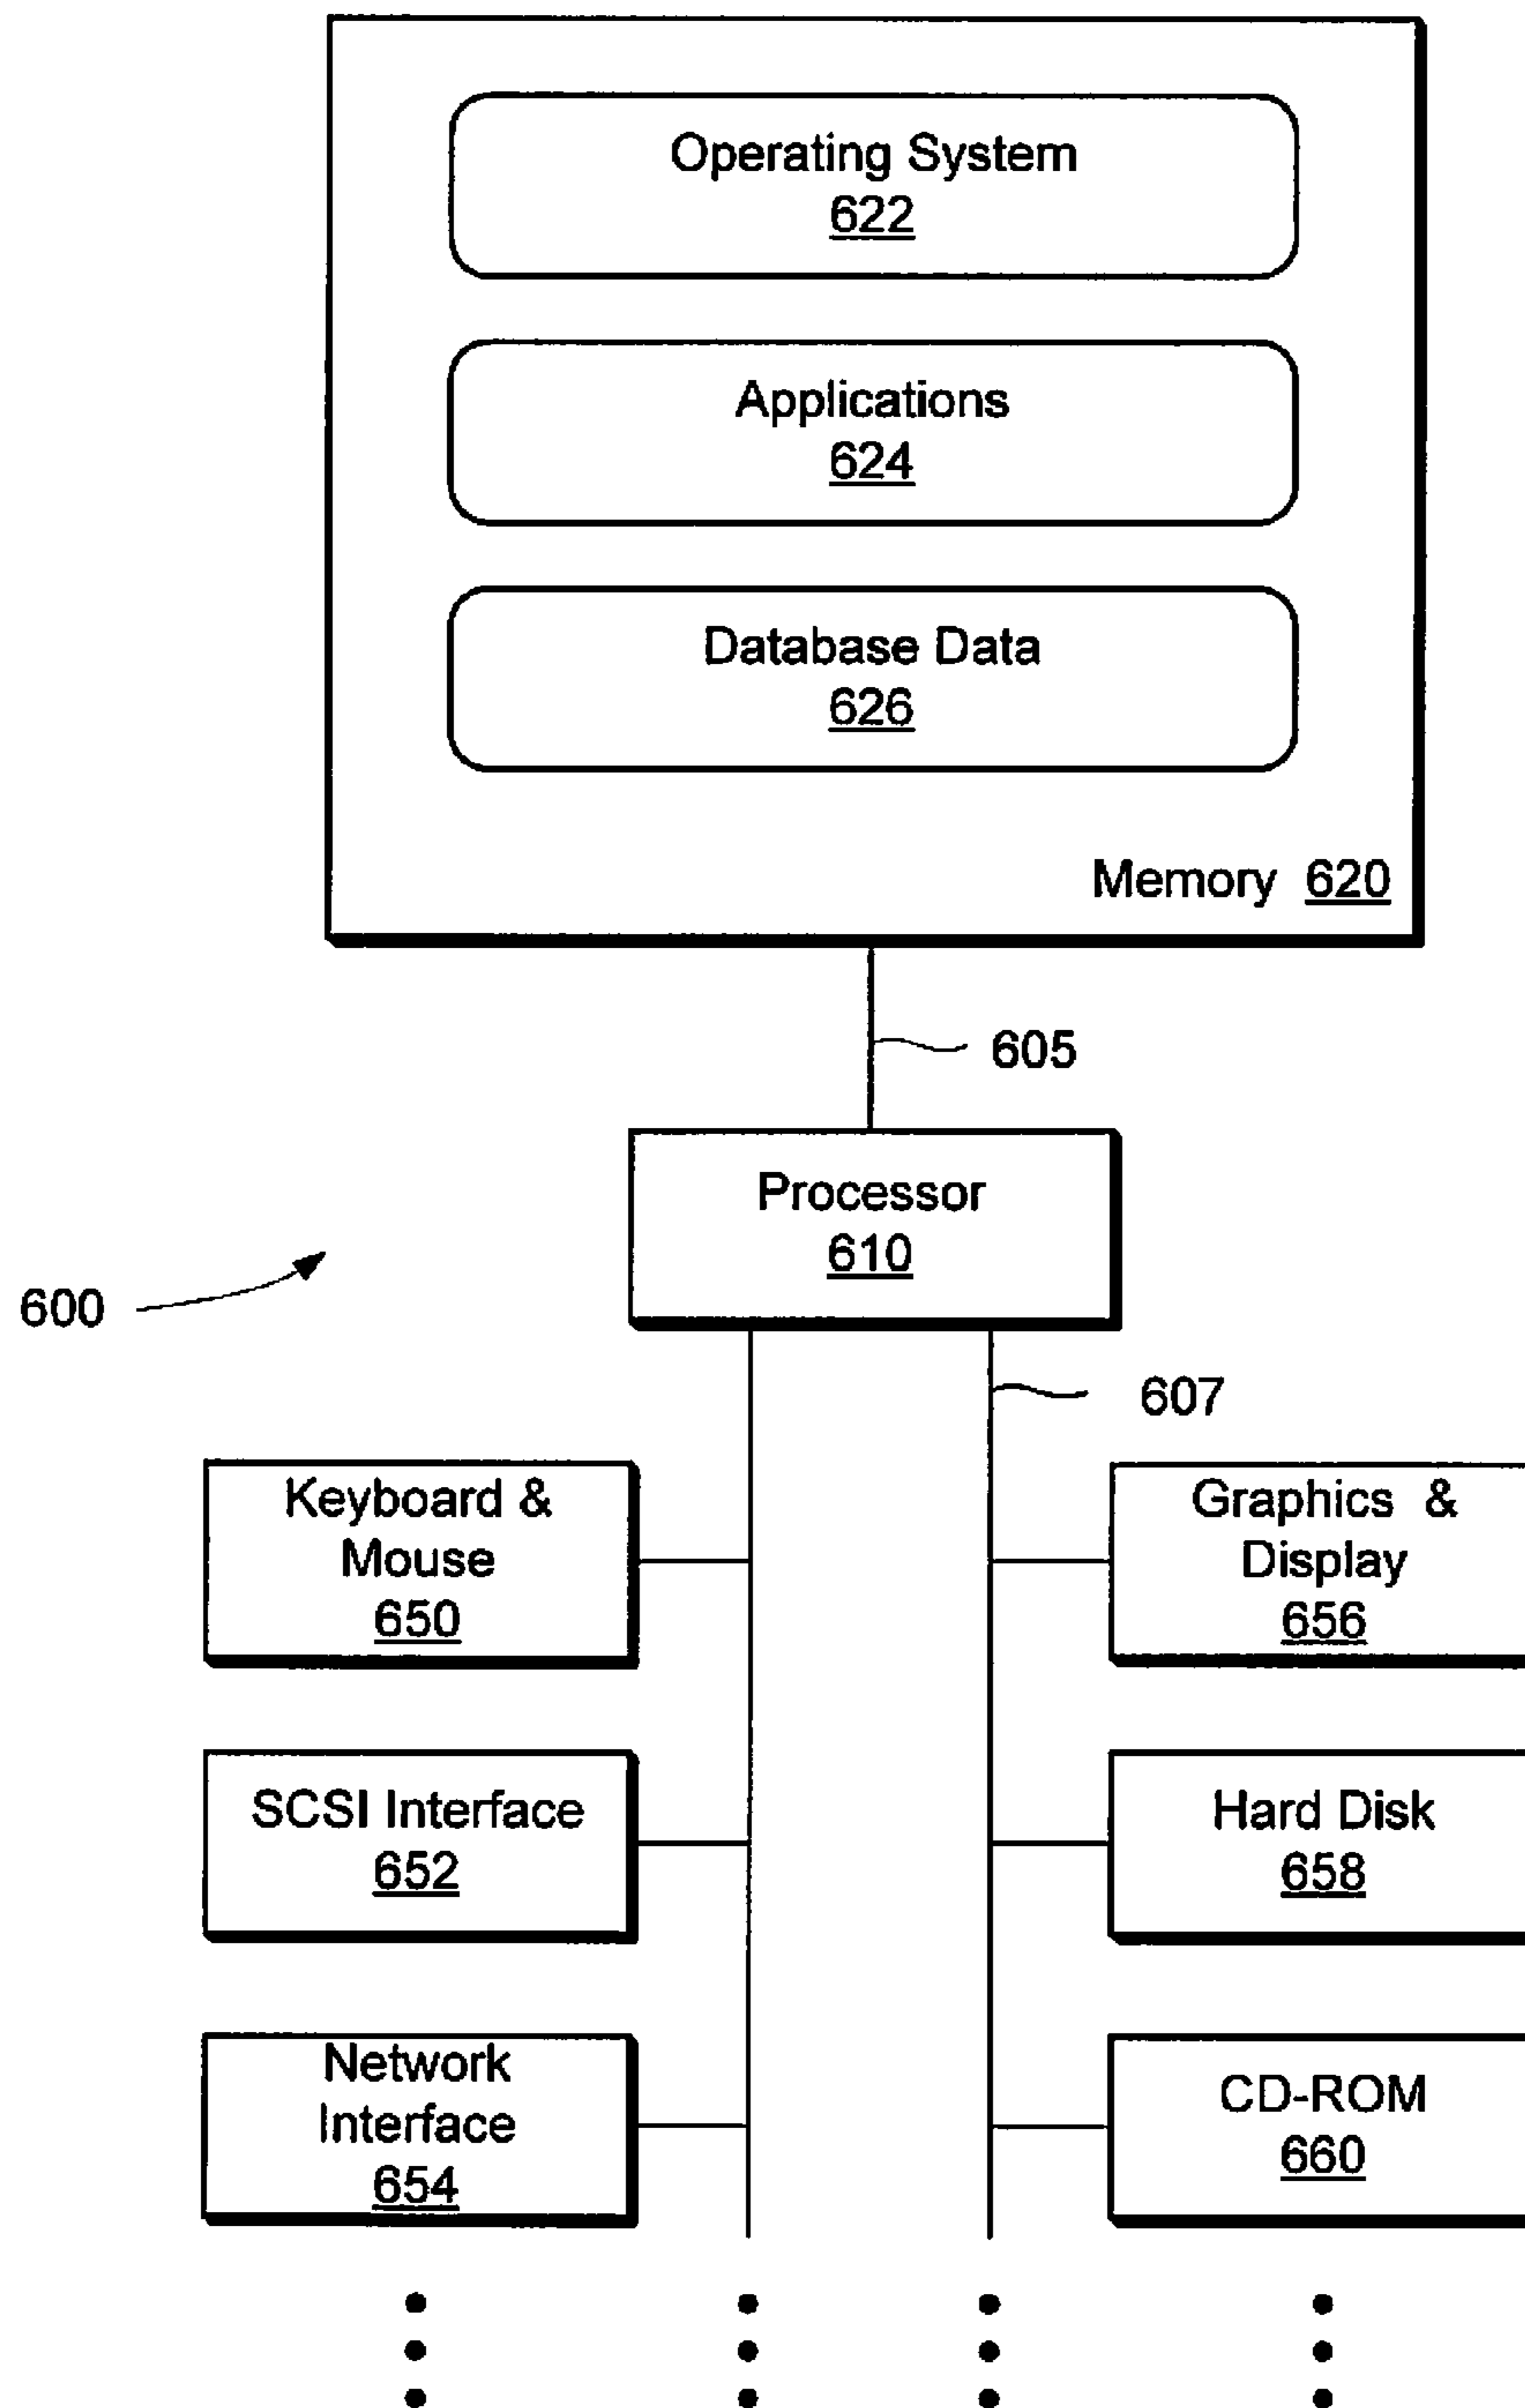 Operating System
622
Applications
624
Database Data
626
Memory 620
605
Processor
610
600
607
Keyboard &
Mouse
650
Graphics &
Display
656
SCSI Interface
652
Hard Disk
658
Network
Interface
654
CD-ROM
660